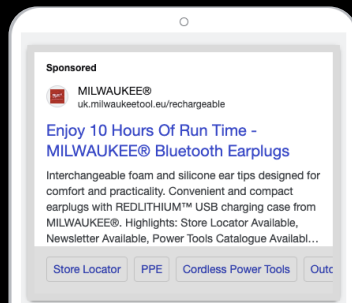 Sponsored
MILWAUKEE®
uk.milwaukeetool.eu/rechargeable
Enjoy 10 Hours Of Run Time -
MILWAUKEE® Bluetooth Earplugs
Interchangeable foam and silicone ear tips designed for
comfort and practicality. Convenient and compact
earplugs with REDLITHIUM™ USB charging case from
MILWAUKEE®. Highlights: Store Locator Available,
Newsletter Available, Power Tools Catalogue Availabl...
Store Locator PPE Cordless Power Tools Outc